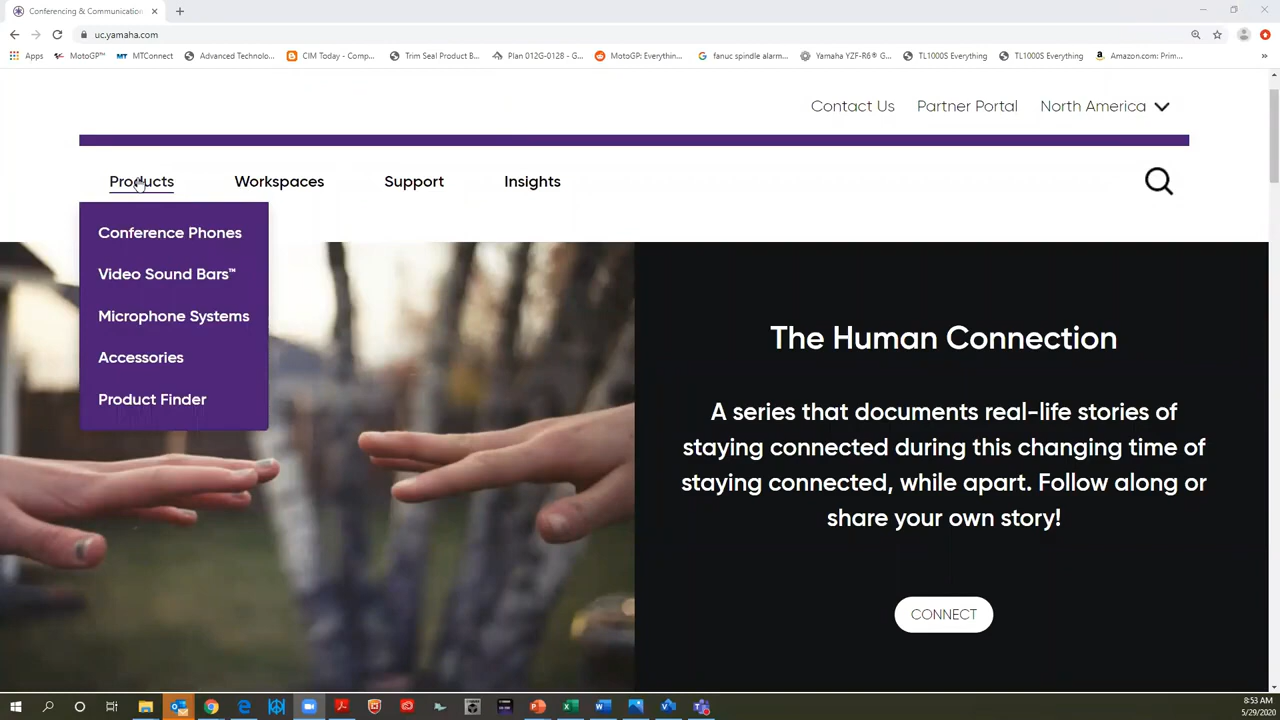 Conferencing & Communication
uc.yamaha.com
Apps
MotoGP™
MTConnect
Advanced Technolo...
CIM Today - Comp...
Trim Seal Product B...
Plan 012G-0128 - G...
MotoGP: Everythin...
fanuc spindle alarm...
Yamaha YZF-R6® G...
TL1000S Everything
TL1000S Everything
Amazon.com: Prim...
Contact Us
Partner Portal
North America
Products
Workspaces
Support
Insights
Conference Phones
Video Sound Bars™
Microphone Systems
Accessories
Product Finder
The Human Connection
A series that documents real-life stories of
staying connected during this changing time of
staying connected, while apart. Follow along or
share your own story!
CONNECT
8:53 AM
5/29/2020